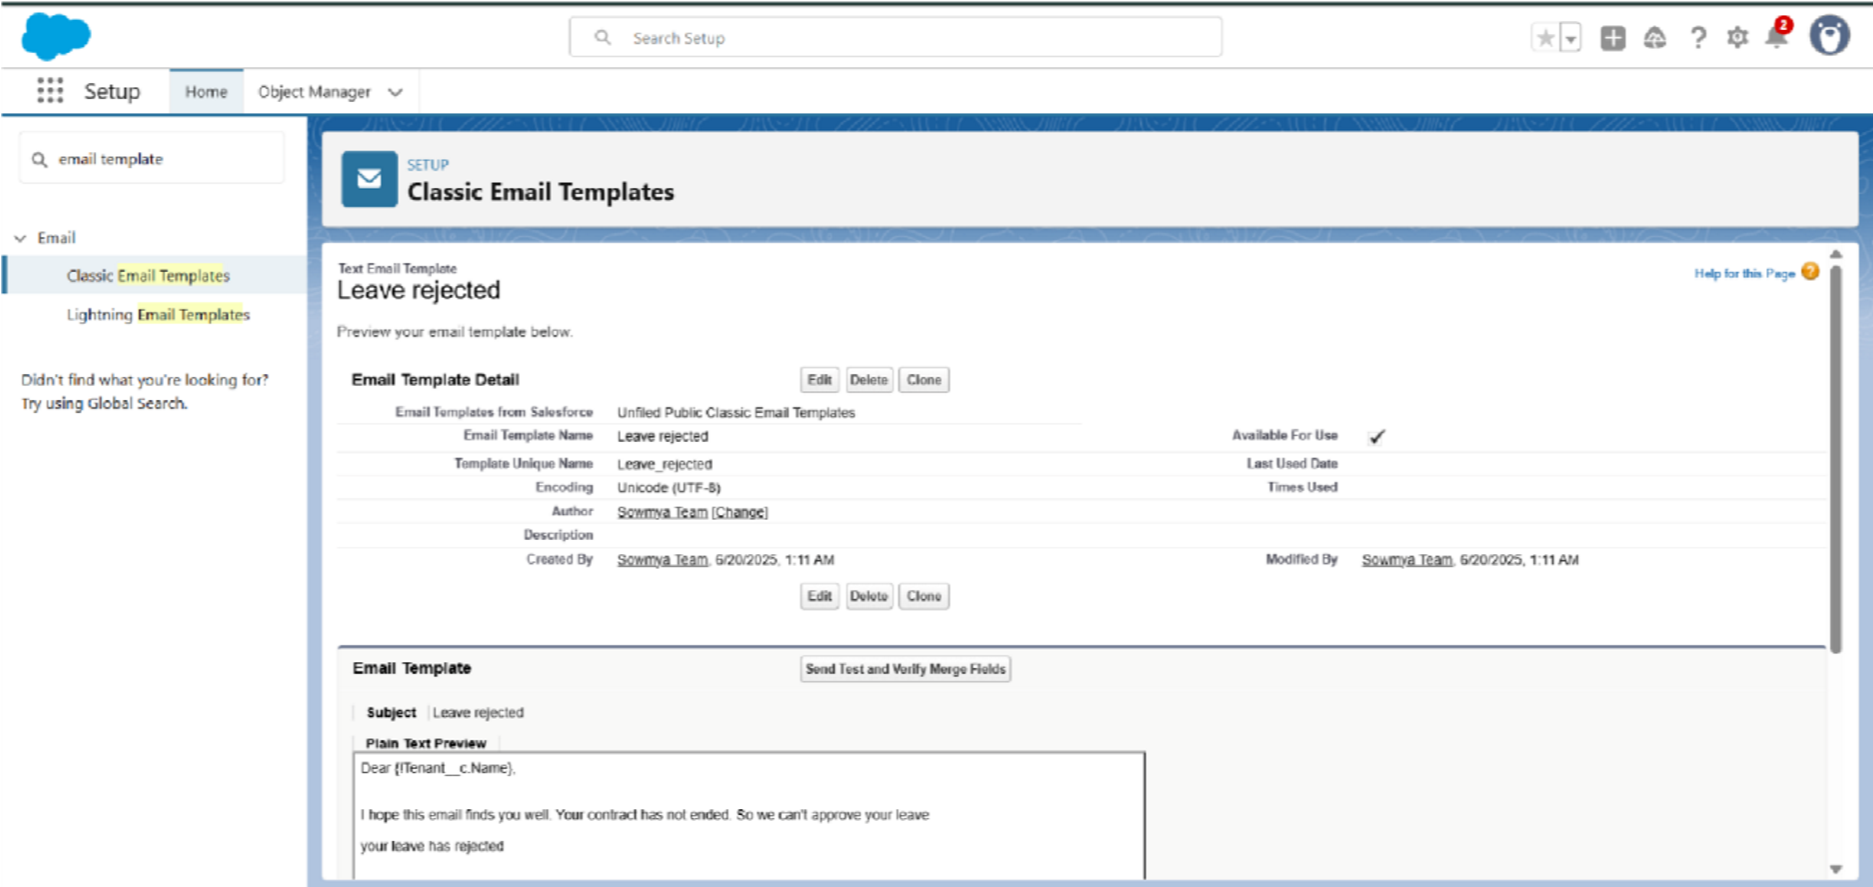 Search Setup
2
Setup
Home
Object Manager
email template
Email
Classic Email Templates
Lightning Email Templates
Didn't find what you're looking for?
Try using Global Search.
SETUP
Classic Email Templates
Text Email Template
Leave rejected
Help for this Page ?
Preview your email template below.
Email Template Detail
Edit Delete Clone
Email Templates from Salesforce Unfiled Public Classic Email Templates
Email Template Name Leave rejected Available For Use
Template Unique Name Leave_rejected Last Used Date
Encoding Unicode (UTF-8) Times Used
Author Sowmya Team [Change]
Description
Created By Sowmya Team, 6/20/2025, 1:11 AM Modified By Sowmya Team, 6/20/2025, 1:11 AM
Edit Delete Clone
Email Template Send Test and Verify Merge Fields
Subject Leave rejected
Plain Text Preview
Dear {!Tenant__c.Name},
I hope this email finds you well. Your contract has not ended. So we can't approve your leave
your leave has rejected